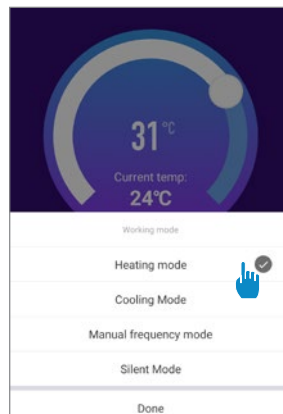 31°C
Current temp:
24°C
Working mode
Heating mode
Cooling Mode
Manual frequency mode
Silent Mode
Done